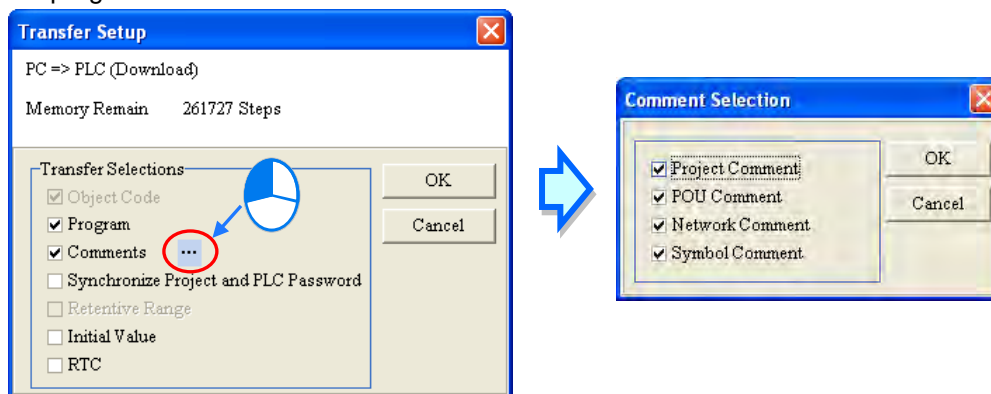 Transfer Setup
PC => PLC (Download)
Memory Remain 261727 Steps
Transfer Selections
Object Code
Program
Comments ...
Synchronize Project and PLC Password
Retentive Range
Initial Value
RTC
OK
Cancel
Comment Selection
Project Comment
POU Comment
Network Comment
Symbol Comment
OK
Cancel